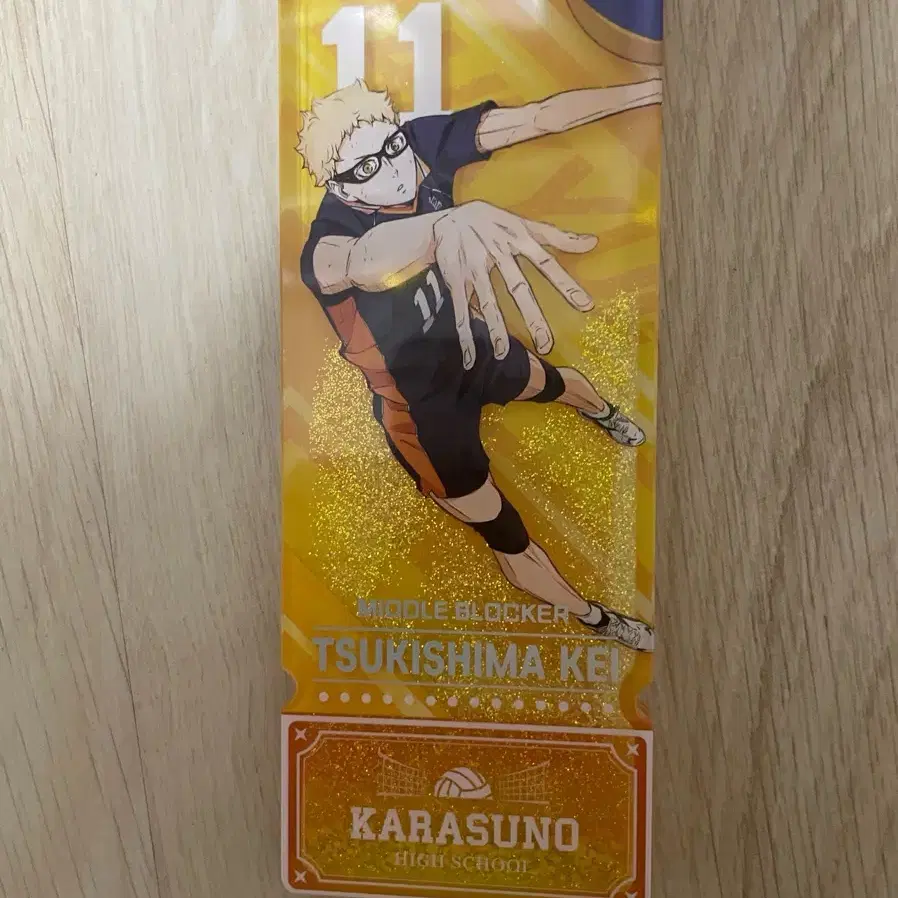 11
11
MIDDLE BLOCKER
TSUKISHIMA KEI
KARASUNO
HIGH SCHOOL